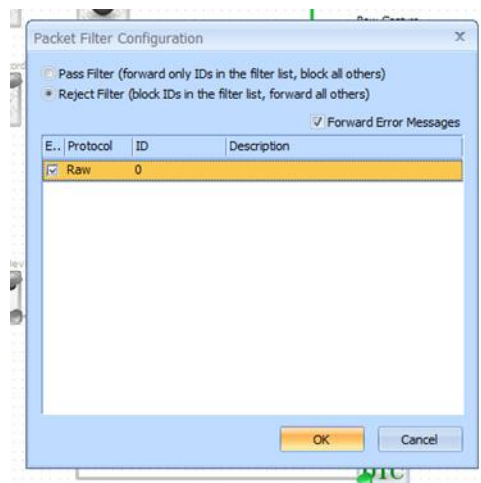 Packet Filter Configuration
Pass Filter (forward only IDs in the filter list, block all others)
Reject Filter (block IDs in the filter list, forward all others)
Forward Error Messages
E.. Protocol ID Description
Raw 0
OK Cancel
DTC